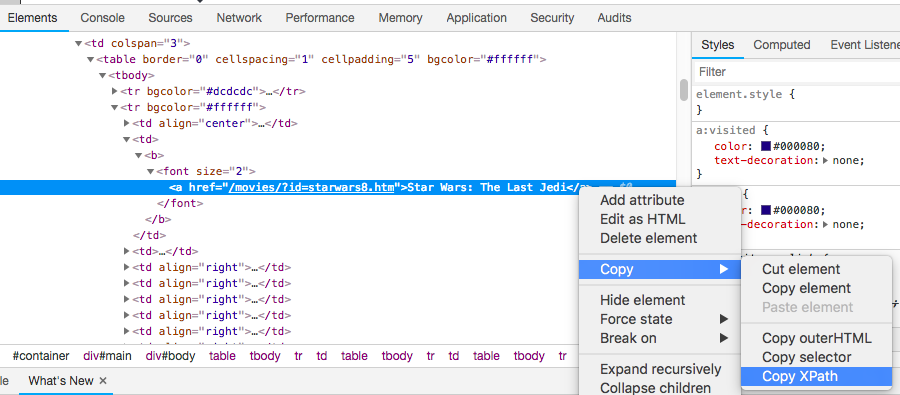 Elements Console Sources Network Performance Memory Application Security Audits
<td colspan="3">
<table border="0" cellspacing="1" cellpadding="5" bgcolor="#ffffff">
<tbody>
<tr bgcolor="#dcdcdc">…</tr>
<tr bgcolor="#ffffff">
<td align="center">…</td>
<td>
<b>
<font size="2">
<a href="/movies/?id=starwars8.htm">Star Wars: The Last Jedi</a> == $0
</font>
</b>
</td>
<td>…</td>
<td align="right">…</td>
<td align="right">…</td>
<td align="right">…</td>
<td align="right">…</td>
<td align="right">…</td>
#container div#main div#body table tbody tr td table tbody tr td table tbody tr
What's New ×
Styles Computed Event Listene
Filter
element.style {
}
a:visited {
color: #000080;
text-decoration: none;
}
{
r: #000080;
-decoration: none;
Add attribute
Edit as HTML
Delete element
Copy
Hide element
Force state
Break on
Expand recursively
Collapse children
Cut element
Copy element
Paste element
Copy outerHTML
Copy selector
Copy XPath